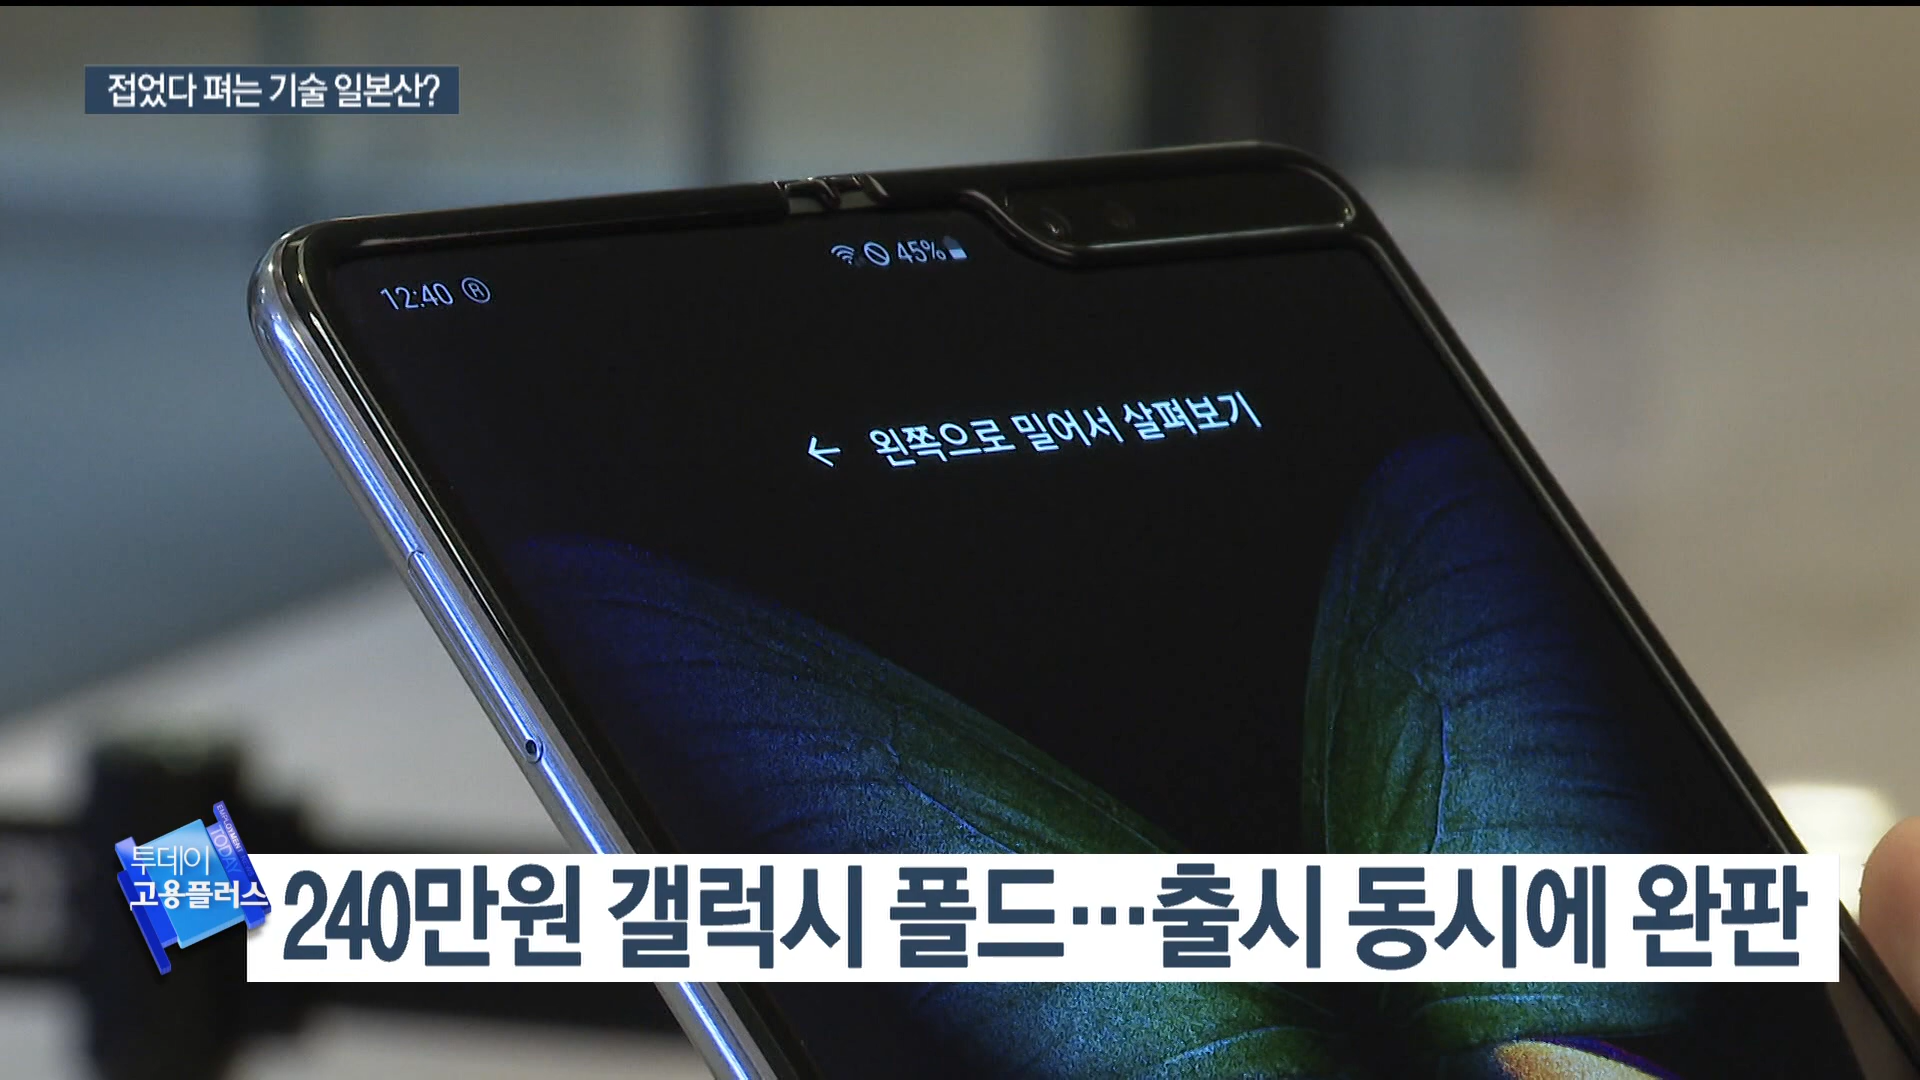 접었다 펴는 기술 일본산?
45%
12:40 Ⓡ
← 왼쪽으로 밀어서 살펴보기
TODAY
투데이
고용플러스
240만원 갤럭시 폴드…출시 동시에 완판